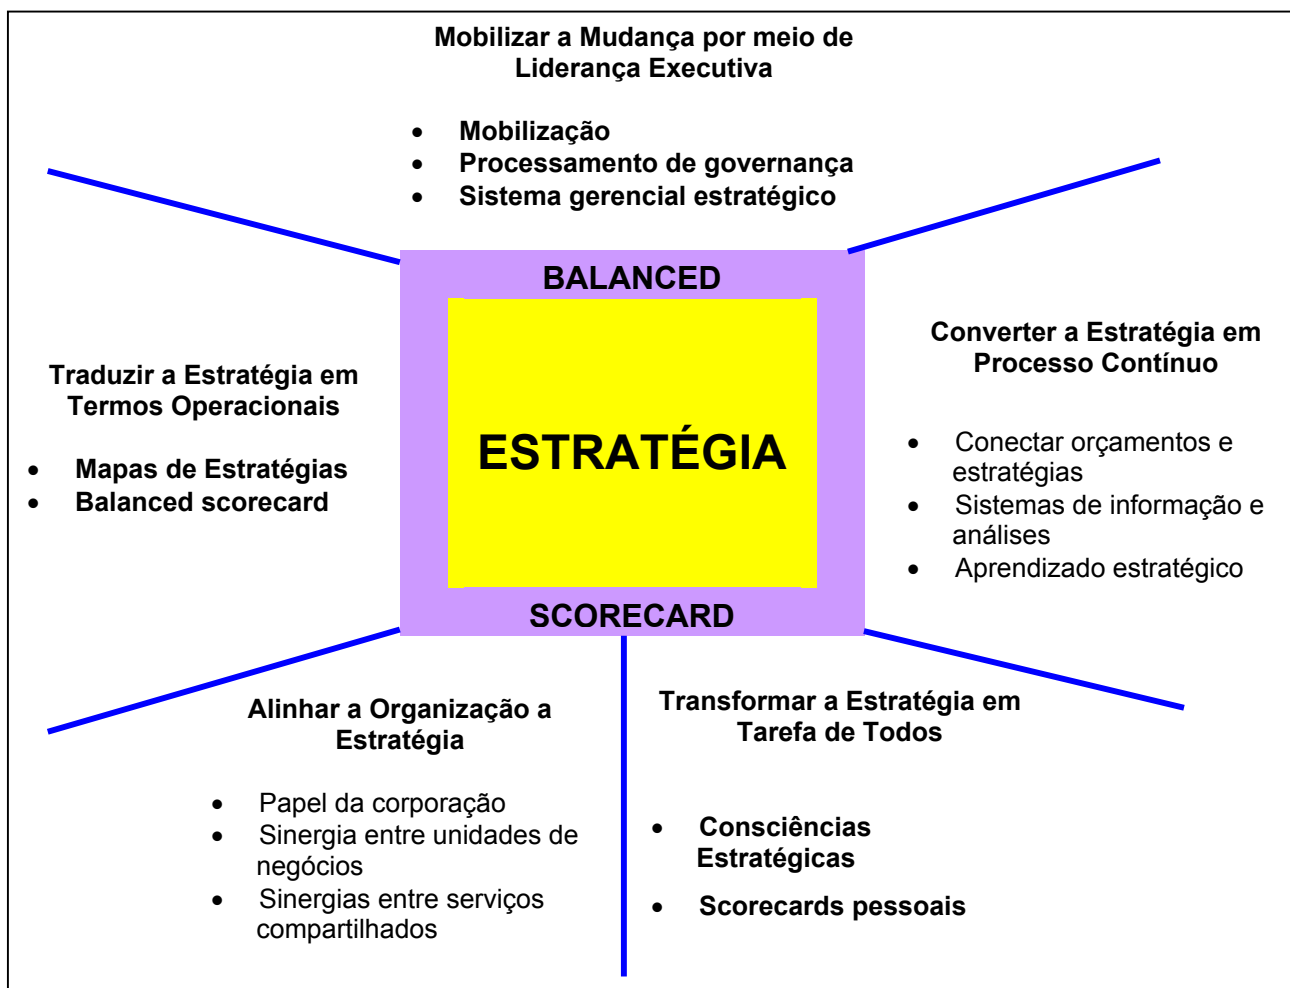 Mobilizar a Mudança por meio de
Liderança Executiva
• Mobilização
• Processamento de governança
• Sistema gerencial estratégico
BALANCED
ESTRATÉGIA
SCORECARD
Traduzir a Estratégia em
Termos Operacionais
• Mapas de Estratégias
• Balanced scorecard
Converter a Estratégia em
Processo Contínuo
• Conectar orçamentos e
estratégias
• Sistemas de informação e
análises
• Aprendizado estratégico
Alinhar a Organização a
Estratégia
• Papel da corporação
• Sinergia entre unidades de
negócios
• Sinergias entre serviços
compartilhados
Transformar a Estratégia em
Tarefa de Todos
• Consciências
Estratégicas
• Scorecards pessoais